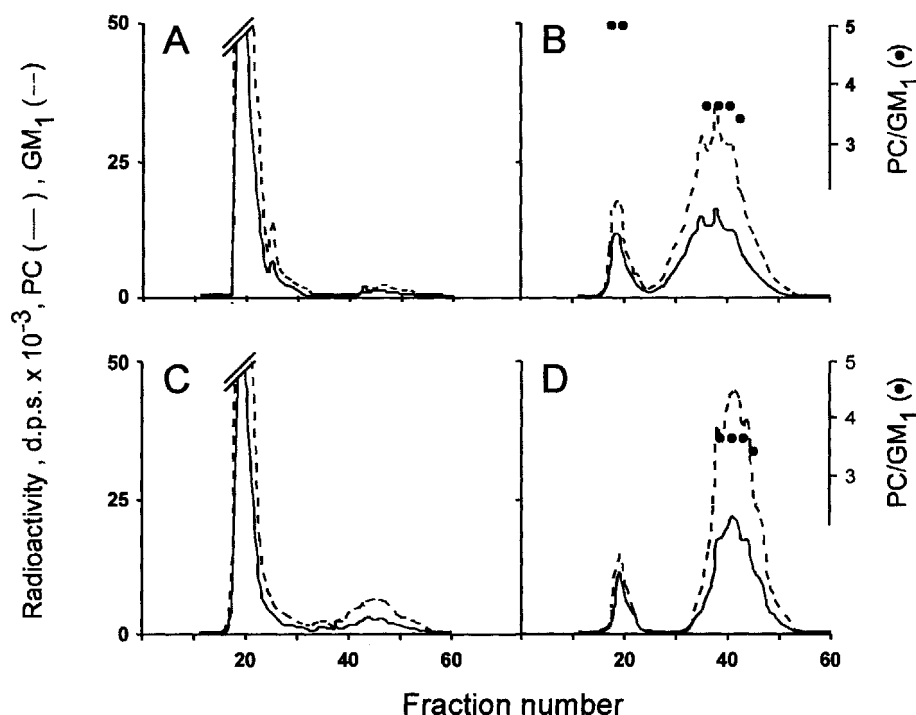 Radioactivity, d.p.s. x 10⁻³, PC (—), GM₁ (--)
A
B
50
25
0
5
4
3
PC/GM₁ (•)
C
D
50
25
0
5
4
3
PC/GM₁ (•)
20 40 60 20 40 60
Fraction number